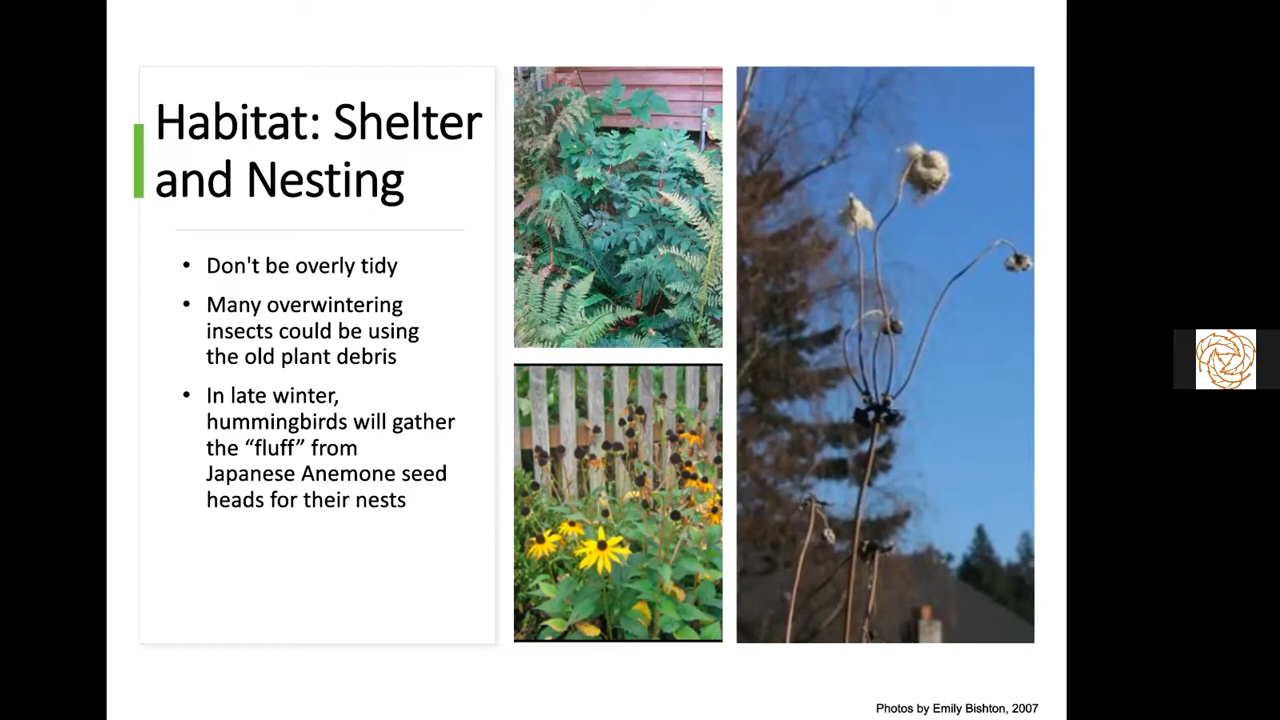 Habitat: Shelter
and Nesting
• Don't be overly tidy
• Many overwintering
insects could be using
the old plant debris
• In late winter,
hummingbirds will gather
the “fluff” from
Japanese Anemone seed
heads for their nests
Photos by Emily Bishton, 2007